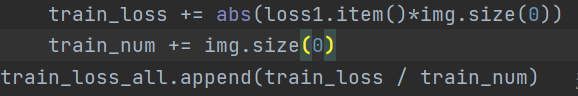 train_loss += abs(loss1.item()*img.size(0))
train_num += img.size(0)
train_loss_all.append(train_loss / train_num)